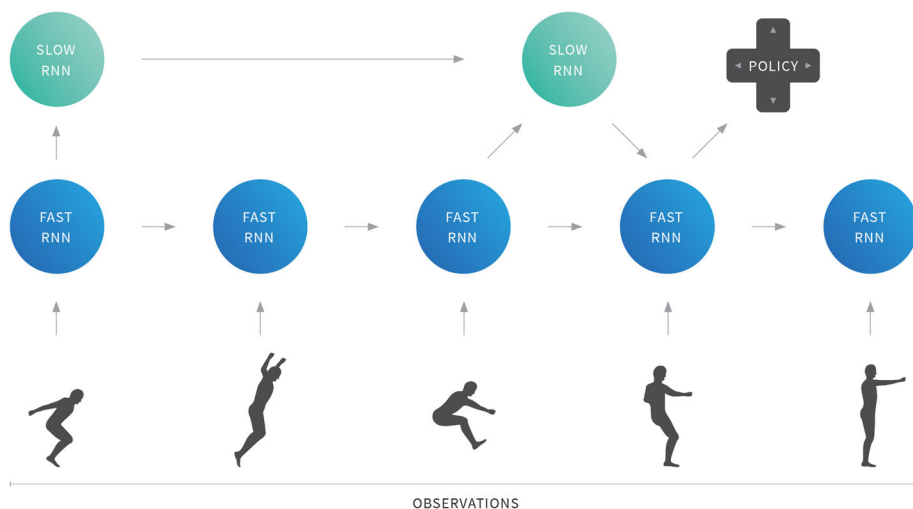 SLOW
RNN
SLOW
RNN
POLICY
FAST
RNN
FAST
RNN
FAST
RNN
FAST
RNN
FAST
RNN
OBSERVATIONS